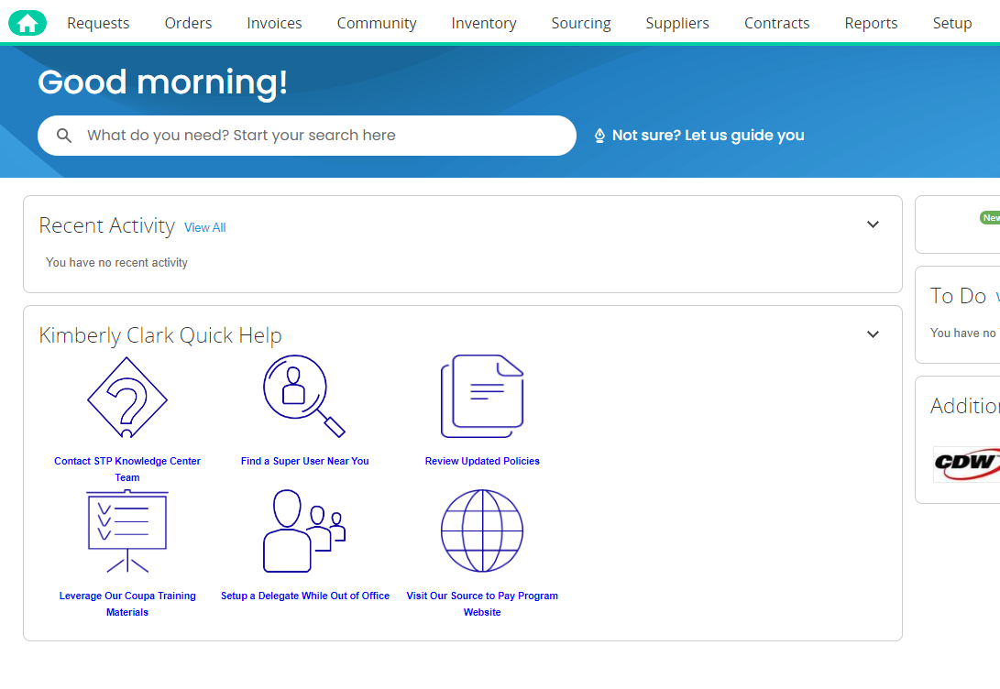 Requests Orders Invoices Community Inventory Sourcing Suppliers Contracts Reports Setup
Good morning!
What do you need? Start your search here
Not sure? Let us guide you
Recent Activity View All
You have no recent activity
New
To Do
You have no
Kimberly Clark Quick Help
Contact STP Knowledge Center
Team
Find a Super User Near You
Review Updated Policies
Leverage Our Coupa Training
Materials
Setup a Delegate While Out of Office
Visit Our Source to Pay Program
Website
Additio
CDW